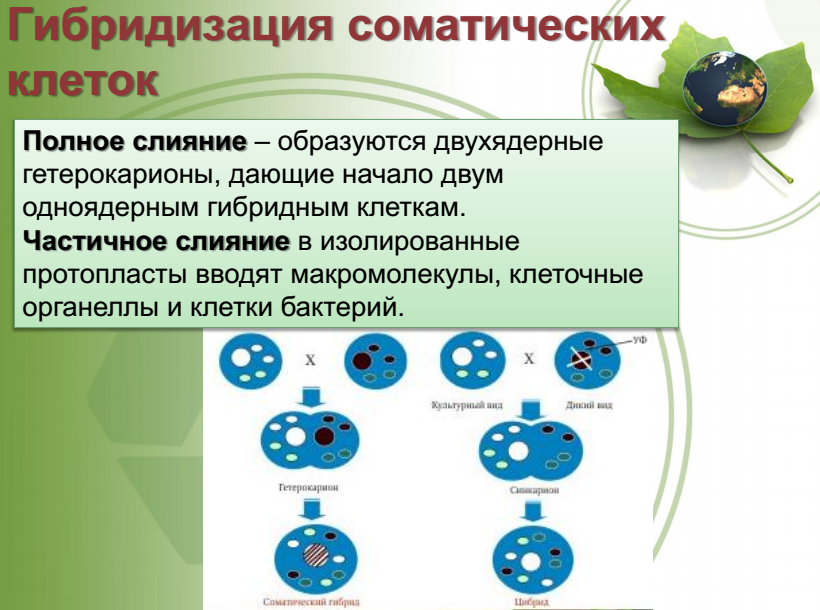 Гибридизация соматических
клеток
Полное слияние – образуются двухядерные
гетерокарионы, дающие начало двум
одноядерным гибридным клеткам.
Частичное слияние в изолированные
протопласты вводят макромолекулы, клеточные
органеллы и клетки бактерий.
X
X
УФ
Культурный вид
Дикий вид
Гетерокарион
Синкарион
Соматический гибрид
Цибрид